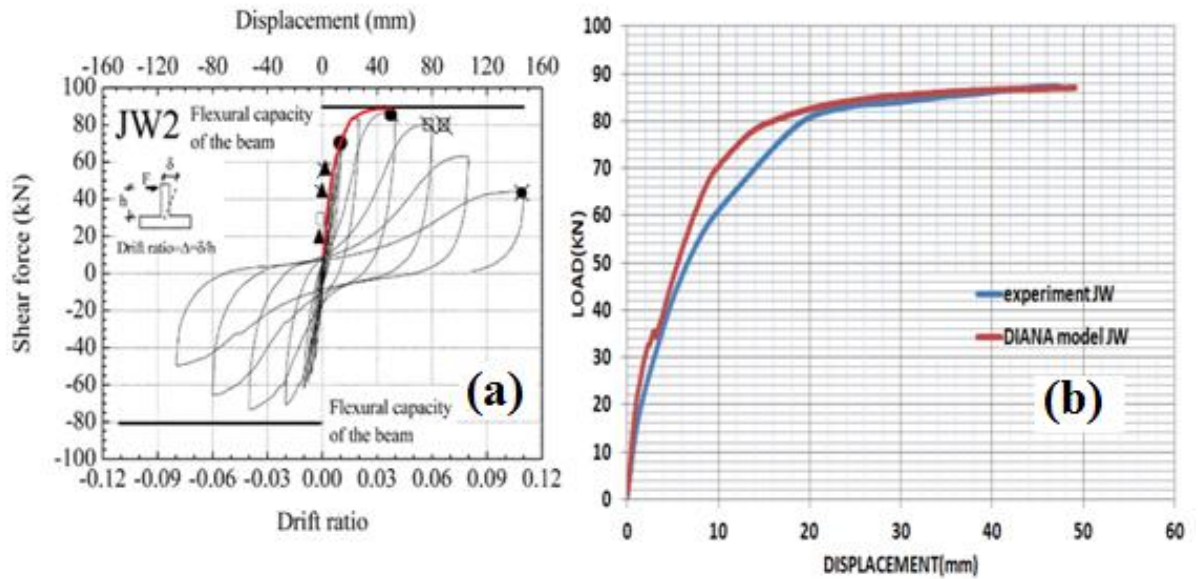 Displacement (mm)
-160 -120 -80 -40 0 40 80 120 160
100
80
60
40
20
0
-20
-40
-60
-80
-100
Shear force (kN)
JW2
Flexural capacity
of the beam
δ
F
h
Drift ratio=Δ=δ/h
Flexural capacity
of the beam
(a)
-0.12 -0.09 -0.06 -0.03 0.00 0.03 0.06 0.09 0.12
Drift ratio
100
90
80
70
60
50
40
30
20
10
0
LOAD(KN)
experiment JW
DIANA model JW
(b)
0 10 20 30 40 50 60
DISPLACEMENT(mm)